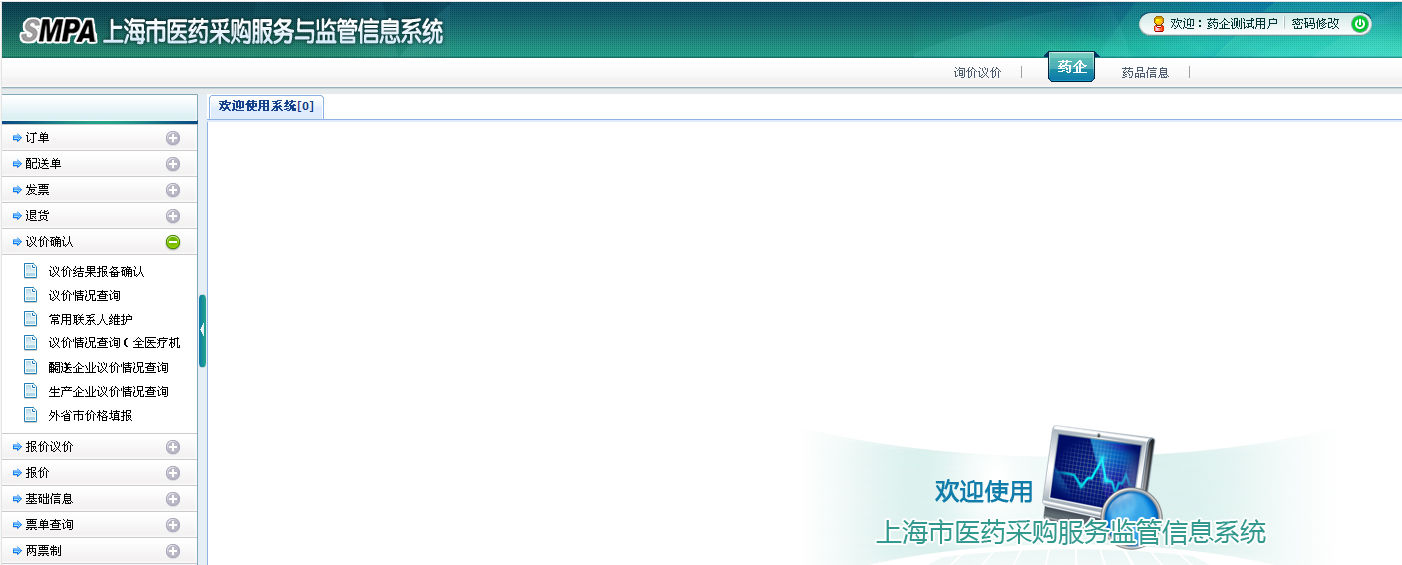 SMPA 上海市医药采购服务与监管信息系统
欢迎：药企测试用户 密码修改
询价议价 药企 药品信息
欢迎使用系统[0]
订单
配送单
发票
退货
议价确认
议价结果报备确认
议价情况查询
常用联系人维护
议价情况查询（全医疗机
配送企业议价情况查询
生产企业议价情况查询
外省市价格填报
报价议价
报价
基础信息
票单查询
两票制
欢迎使用
上海市医药采购服务监管信息系统